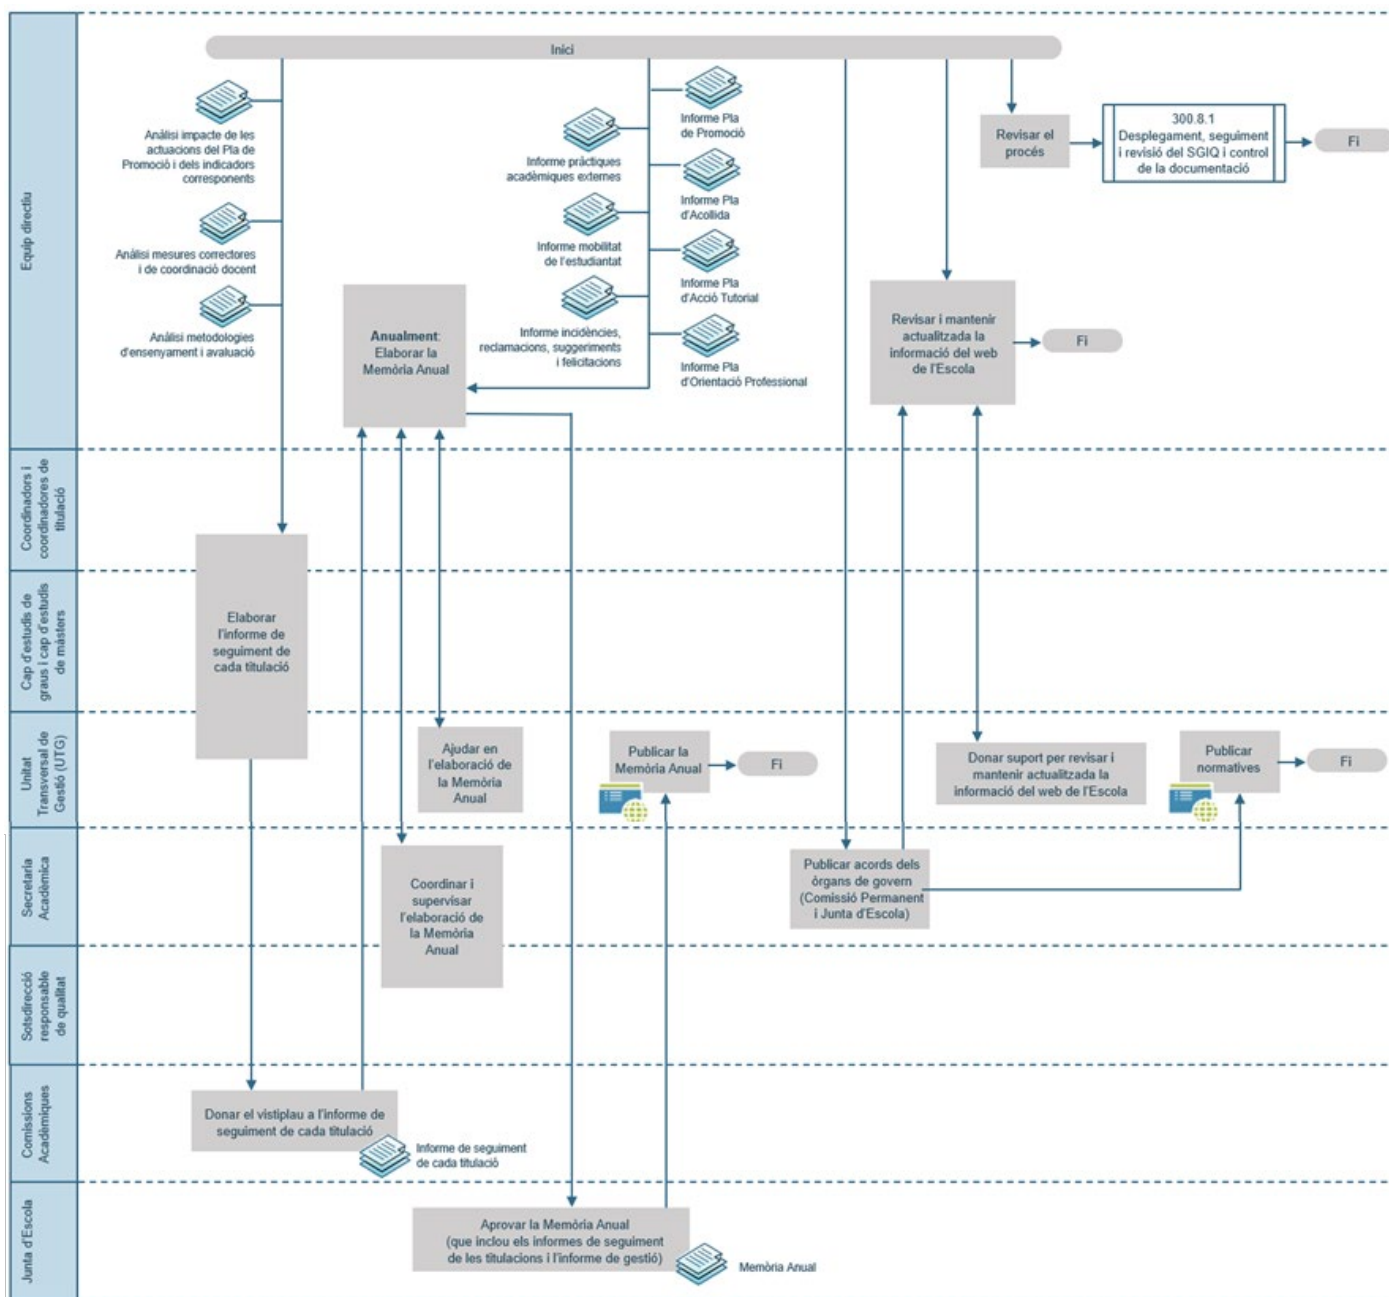 Inici
Anàlisi impacte de les
actuacions del Pla de
Promoció i dels indicadors
corresponents
Anàlisi mesures correctores
i de coordinació docent
Anàlisi metodologies
d'ensenyament i avaluació
Informe pràctiques
acadèmiques externes
Informe mobilitat
de l'estudiantat
Informe incidències,
reclamacions, suggeriments
i felicitacions
Informe Pla
de Promoció
Informe Pla
d'Acollida
Informe Pla
d'Acció Tutorial
Informe Pla
d'Orientació Professional
Revisar el
procés
300.8.1
Desplegament, seguiment
i revisió del SGIQ i control
de la documentació
Fi
Equip directiu
Anualment:
Elaborar la
Memòria Anual
Revisar i mantenir
actualitzada la
informació del web
de l'Escola
Fi
Coordinadors i
coordinadores de
titulació
Cap d'estudis de
graus i cap d'estudis
de màsters
Elaborar
l'informe de
seguiment de
cada titulació
Unitat
Transversal de
Gestió (UTG)
Ajudar en
l'elaboració de
la Memòria
Anual
Publicar la
Memòria Anual
Fi
Donar suport per revisar i
mantenir actualitzada la
informació del web de l'Escola
Publicar
normatives
Fi
Secretaria
Acadèmica
Coordinar i
supervisar
l'elaboració de
la Memòria
Anual
Publicar acords dels
òrgans de govern
(Comissió Permanent
i Junta d'Escola)
Sotsdirecció
responsable
de qualitat
Comissions
Acadèmiques
Donar el vistiplau a l'informe de
seguiment de cada titulació
Informe de seguiment
de cada titulació
Junta d'Escola
Aprovar la Memòria Anual
(que inclou els informes de seguiment
de les titulacions i l'informe de gestió)
Memòria Anual